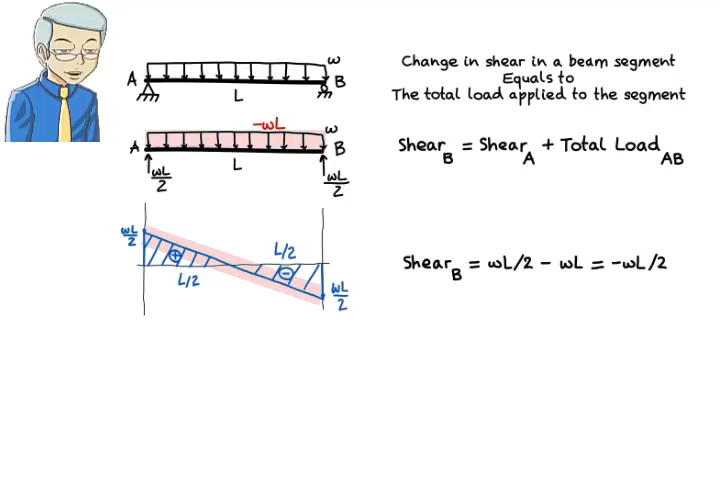 ω
A
B
L
-ωL
ω
A
B
L
ωL/2
ωL/2
ωL/2
+
L/2
L/2
−
ωL/2
Change in shear in a beam segment
Equals to
The total load applied to the segment
Shear_B = Shear_A + Total Load_AB
Shear_B = ωL/2 − ωL = −ωL/2